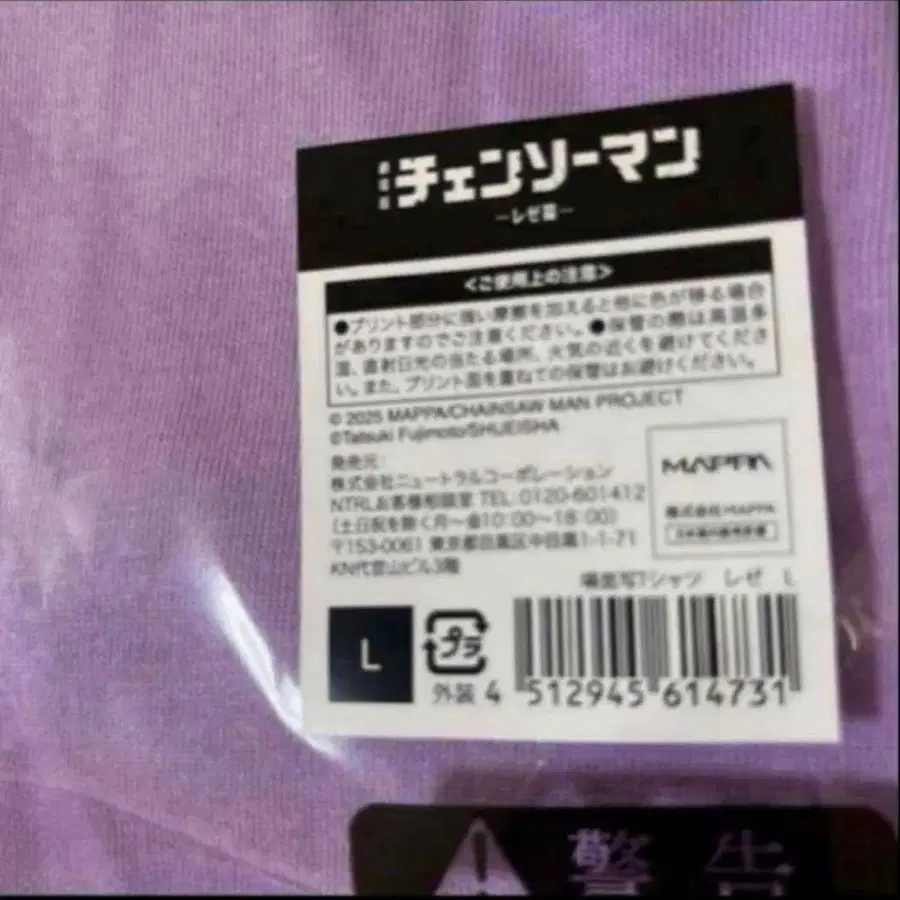 劇場版 チェンソーマン
―レゼ篇―
<ご使用上の注意>
●プリント部分に強い摩擦を加えると他に色が移る場合
がありますのでご注意ください。●保管の際は高温多
湿、直射日光の当たる場所、火気の近くを避けてくださ
い。また、プリント面を重ねての保管はお避けください。
© 2025 MAPPA/CHAINSAW MAN PROJECT
©Tatsuki Fujimoto/SHUEISHA
発売元:
株式会社ニュートラルコーポレーション
NTRLお客様相談室 TEL:0120-601412
(土日祝を除く月〜金10:00〜18:00)
〒153-0061 東京都目黒区中目黒1-1-71
KN代官山ビル3階
MAPPA
株式会社MAPPA
場面写Tシャツ レゼ L
L
プラ
外装
4 512945 614731
警告